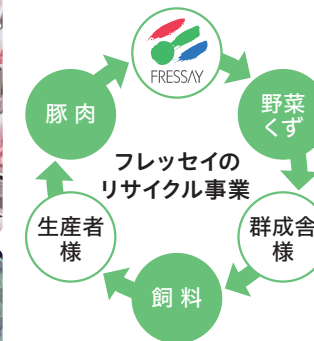 FRESSAY
野菜
くず
群成舎
様
飼料
生産者
様
豚肉
フレッセイの
リサイクル事業